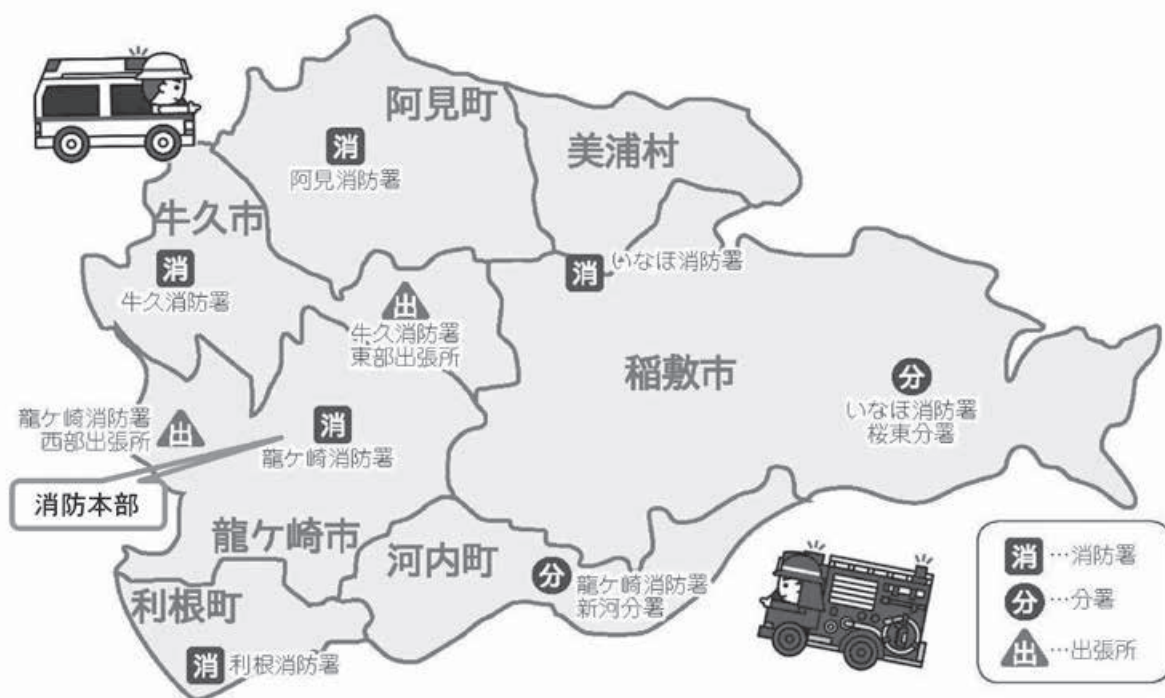 阿見町
消
阿見消防署
美浦村
牛久市
消
牛久消防署
消
いなほ消防署
出
牛久消防署
東部出張所
稲敷市
分
いなほ消防署
桜東分署
龍ケ崎消防署
西部出張所
出
消
龍ケ崎消防署
消防本部
龍ケ崎市
河内町
分
龍ケ崎消防署
新河分署
利根町
消
利根消防署
消…消防署
分…分署
出…出張所